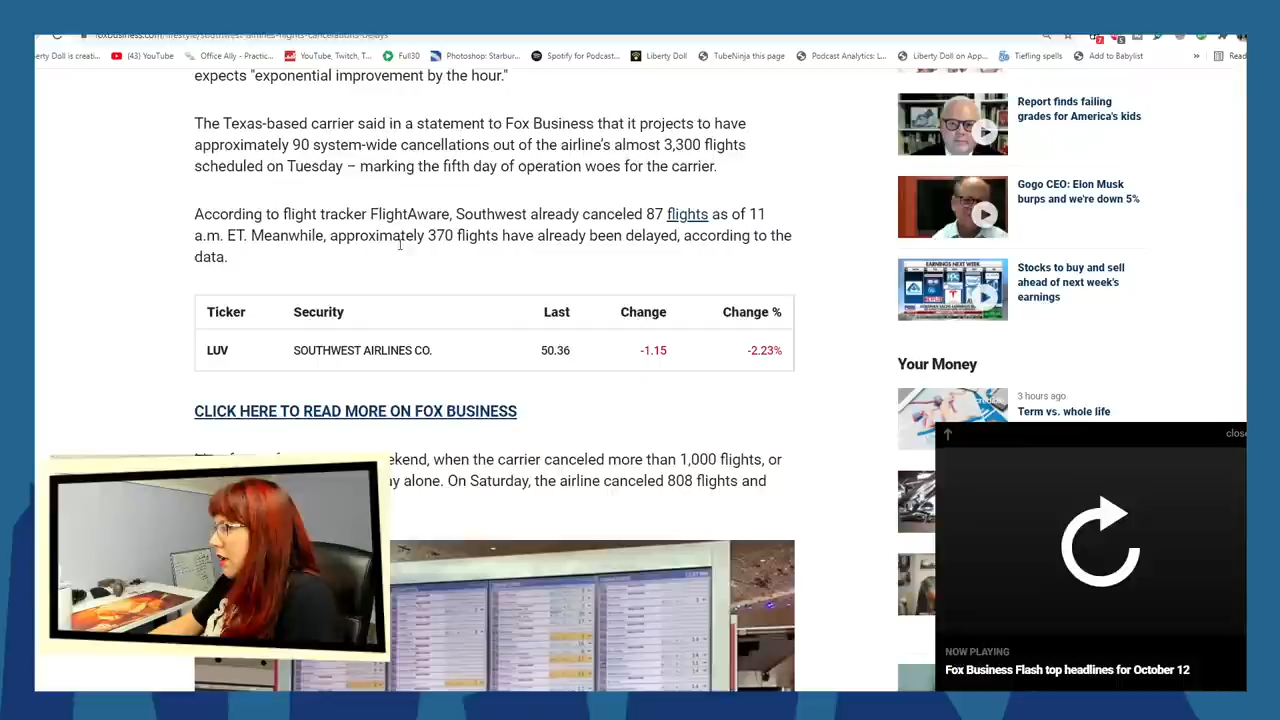 erty Doll is creati...
(43) YouTube
Office Ally - Practic...
YouTube, Twitch, T...
Full30
Photoshop: Starbur...
Spotify for Podcast...
Liberty Doll
TubeNinja this page
Podcast Analytics: L...
Liberty Doll on App...
Tiefling spells
Add to Babylist
»
Read
expects "exponential improvement by the hour."
The Texas-based carrier said in a statement to Fox Business that it projects to have
approximately 90 system-wide cancellations out of the airline's almost 3,300 flights
scheduled on Tuesday – marking the fifth day of operation woes for the carrier.
According to flight tracker FlightAware, Southwest already canceled 87 flights as of 11
a.m. ET. Meanwhile, approximately 370 flights have already been delayed, according to the
data.
Ticker Security Last Change Change %
LUV SOUTHWEST AIRLINES CO. 50.36 -1.15 -2.23%
CLICK HERE TO READ MORE ON FOX BUSINESS
ekend, when the carrier canceled more than 1,000 flights, or
ay alone. On Saturday, the airline canceled 808 flights and
Report finds failing
grades for America's kids
Gogo CEO: Elon Musk
burps and we're down 5%
EARNINGS NEXT WEEK
Stocks to buy and sell
ahead of next week's
earnings
Your Money
3 hours ago
Term vs. whole life
close
NOW PLAYING
Fox Business Flash top headlines for October 12